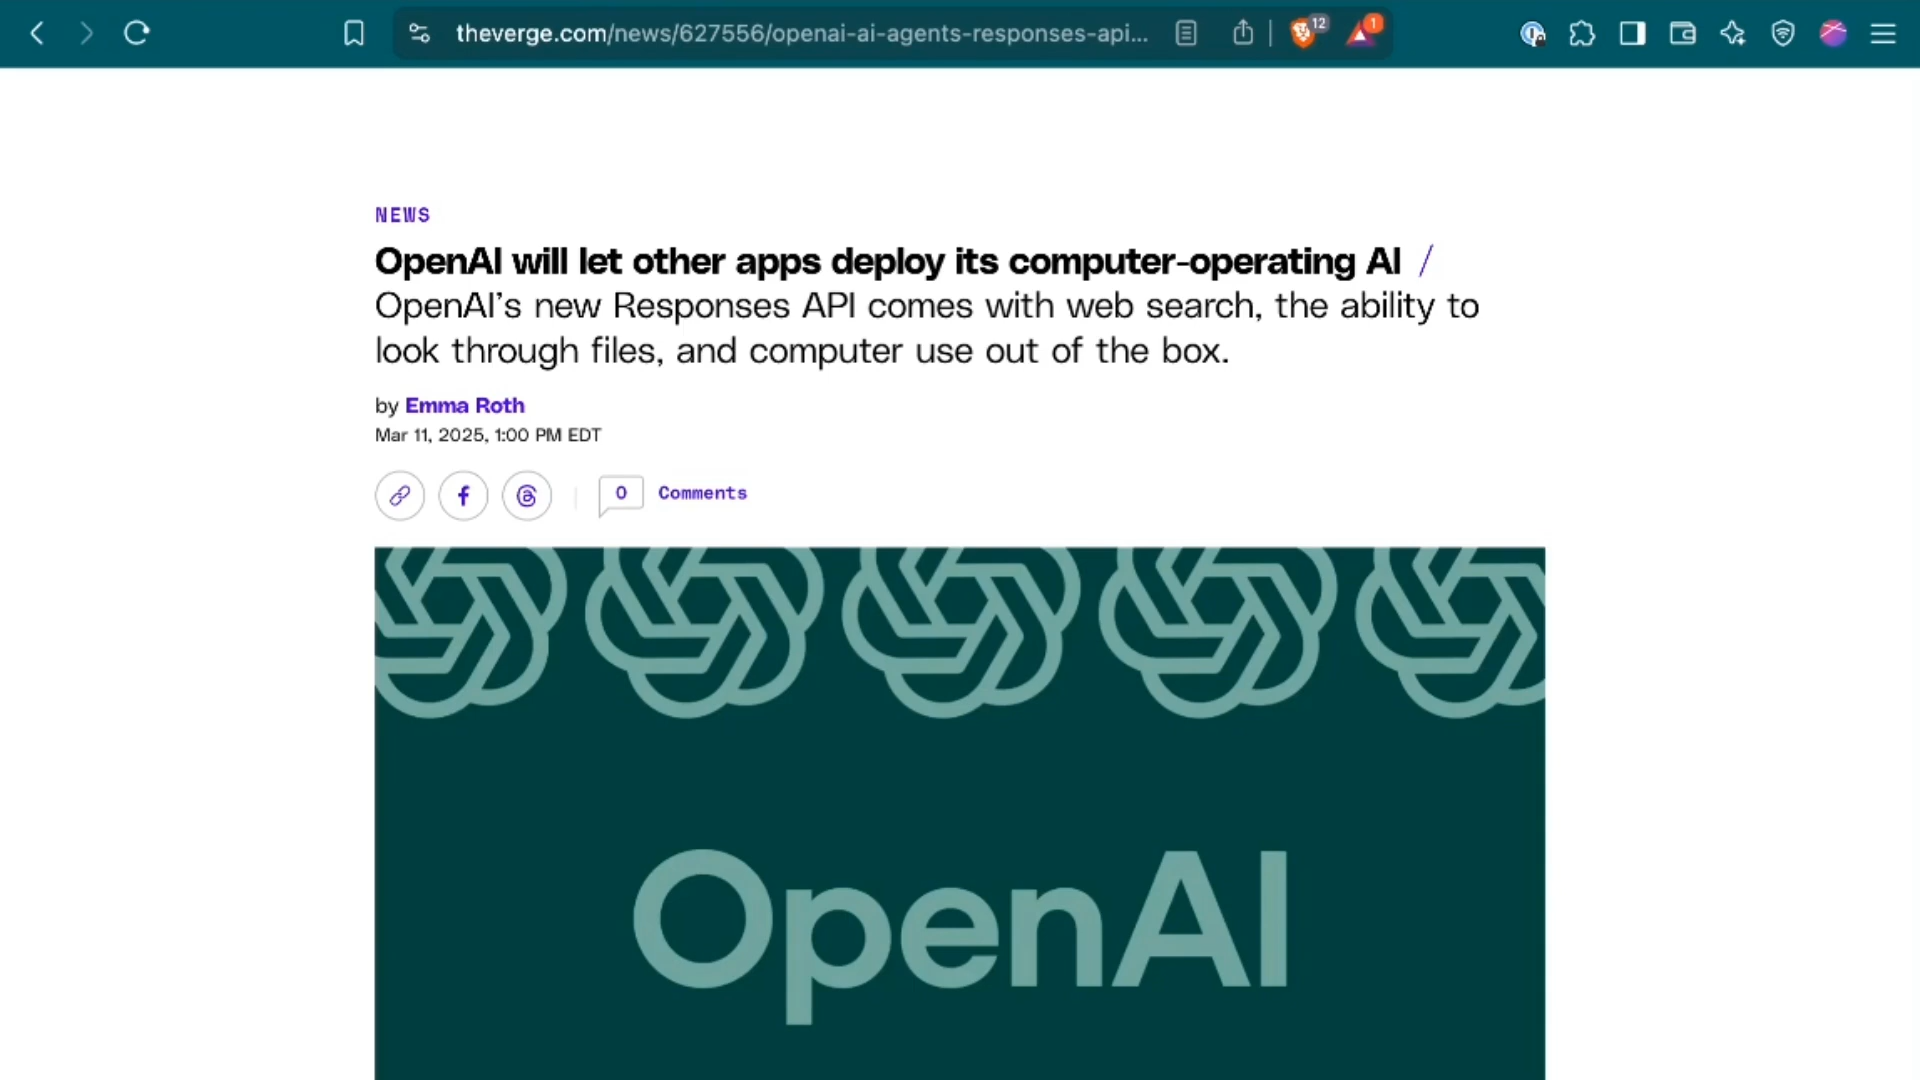 theverge.com/news/627556/openai-ai-agents-responses-api...
12
1
NEWS
OpenAI will let other apps deploy its computer-operating AI /
OpenAI’s new Responses API comes with web search, the ability to
look through files, and computer use out of the box.
by Emma Roth
Mar 11, 2025, 1:00 PM EDT
0 Comments
OpenAI